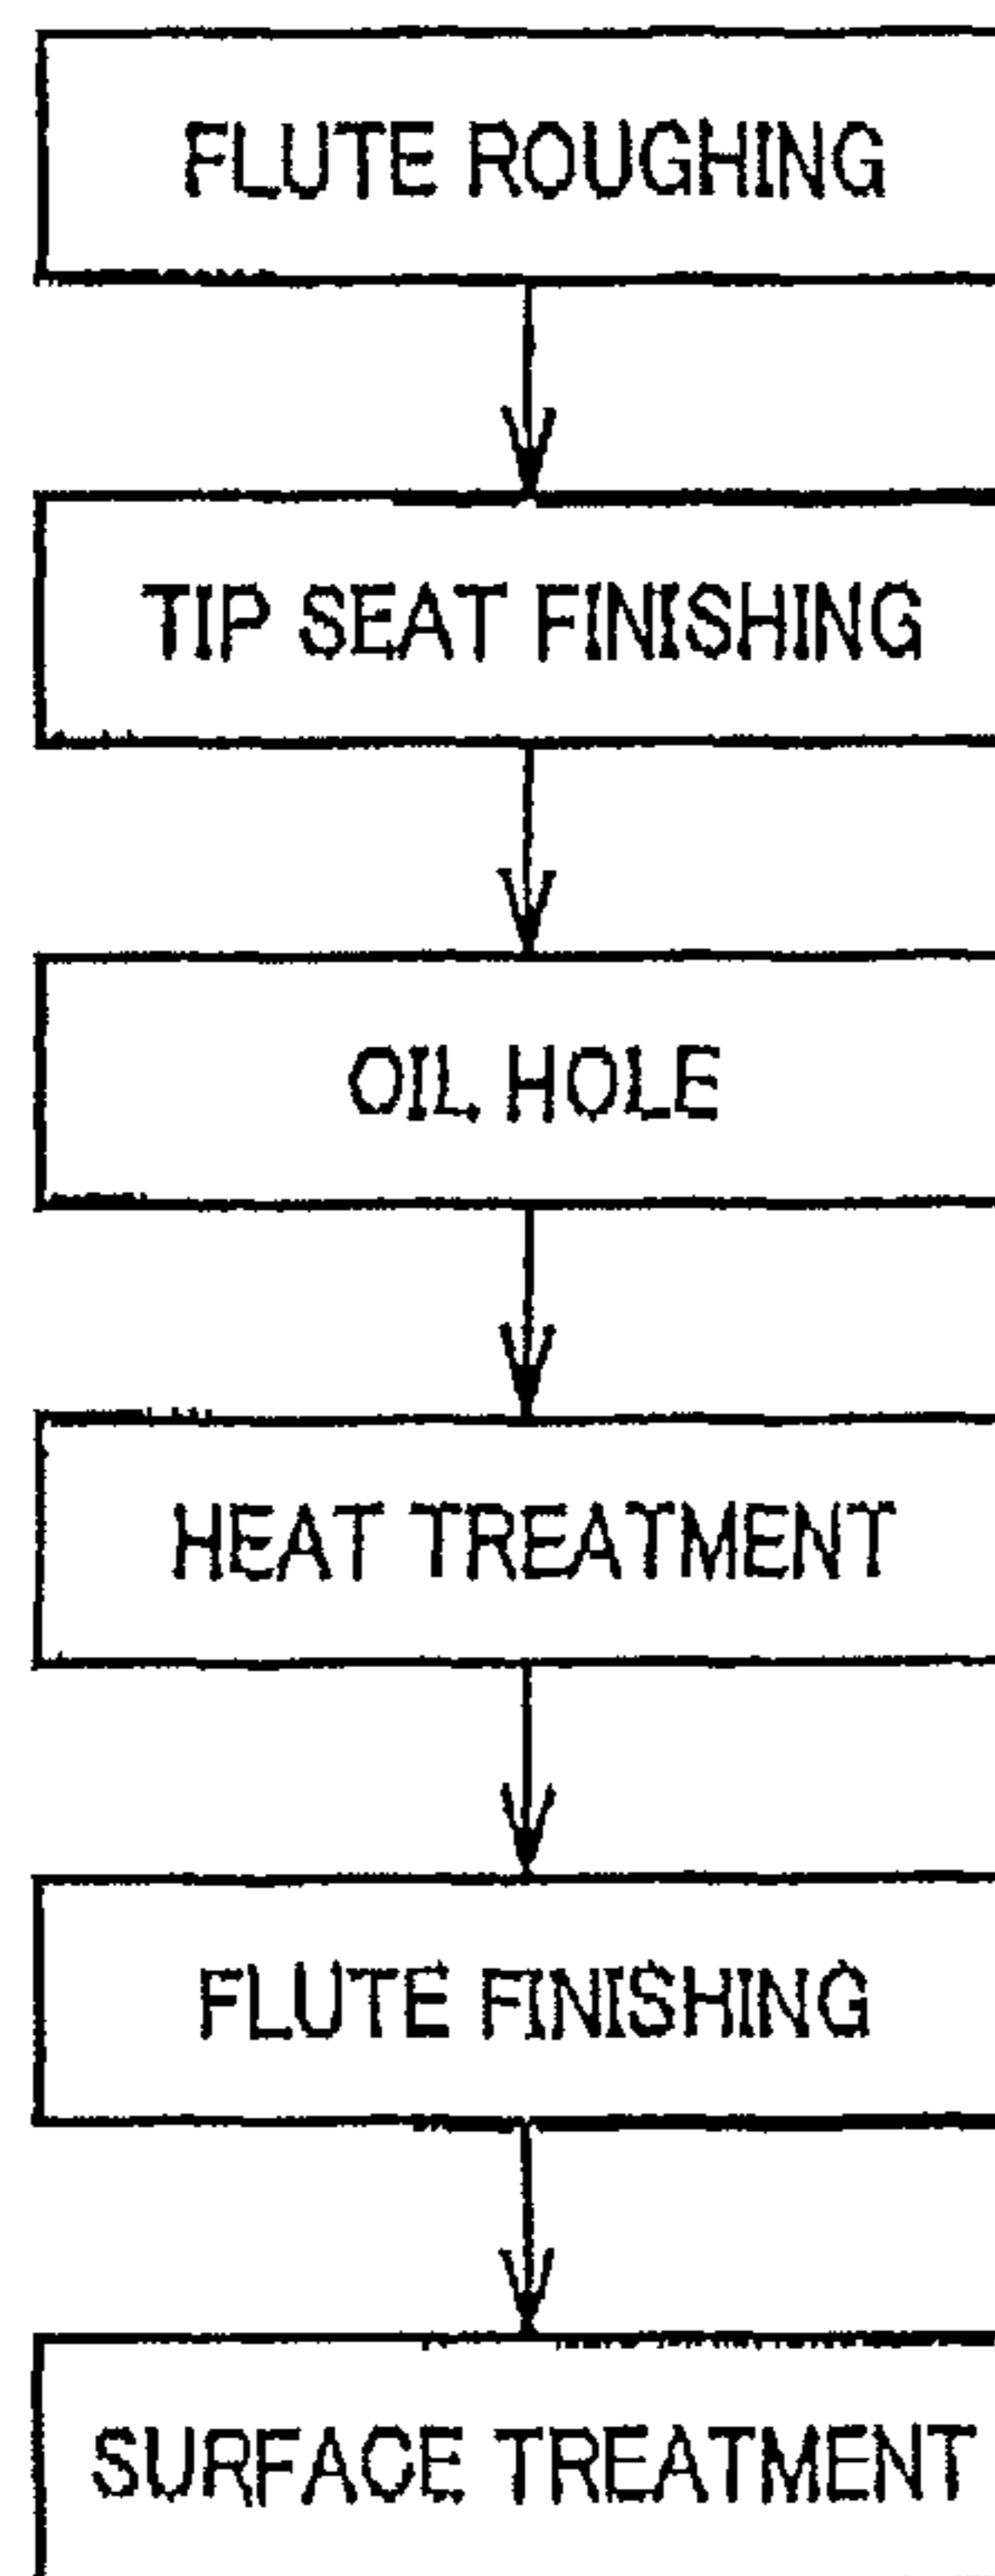 FLUTE ROUGHING
TIP SEAT FINISHING
OIL HOLE
HEAT TREATMENT
FLUTE FINISHING
SURFACE TREATMENT